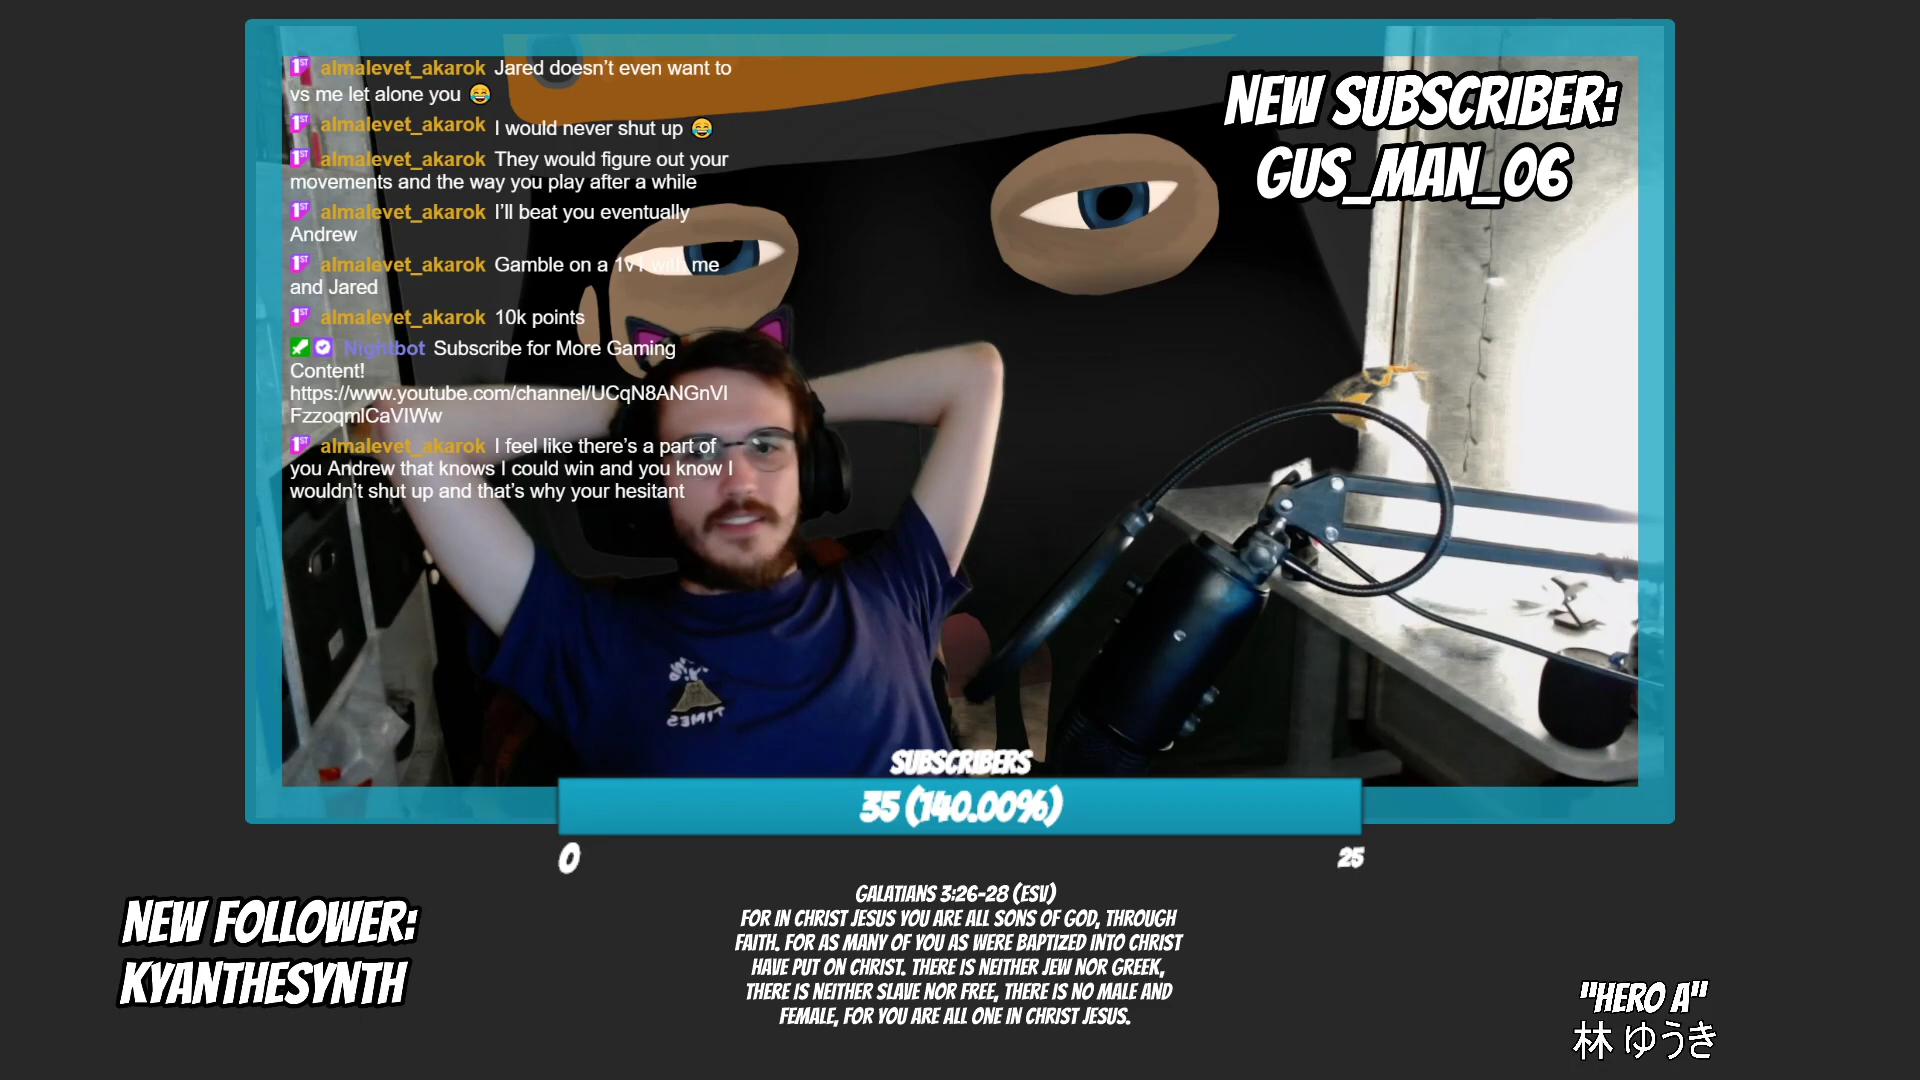 almalevet_akarok Jared doesn’t even want to
vs me let alone you 😂
almalevet_akarok I would never shut up 😂
almalevet_akarok They would figure out your
movements and the way you play after a while
almalevet_akarok I’ll beat you eventually
Andrew
almalevet_akarok Gamble on a 1v1 with me
and Jared
almalevet_akarok 10k points
Nightbot Subscribe for More Gaming
Content!
https://www.youtube.com/channel/UCqN8ANGnVI
FzzoqmlCaVIWw
almalevet_akarok I feel like there’s a part of
you Andrew that knows I could win and you know I
wouldn’t shut up and that’s why your hesitant
NEW SUBSCRIBER:
GUS_MAN_06
TIMES
SUBSCRIBERS
35 (140.00%)
0
25
NEW FOLLOWER:
KYANTHESYNTH
GALATIANS 3:26-28 (ESV)
FOR IN CHRIST JESUS YOU ARE ALL SONS OF GOD, THROUGH
FAITH. FOR AS MANY OF YOU AS WERE BAPTIZED INTO CHRIST
HAVE PUT ON CHRIST. THERE IS NEITHER JEW NOR GREEK,
THERE IS NEITHER SLAVE NOR FREE, THERE IS NO MALE AND
FEMALE, FOR YOU ARE ALL ONE IN CHRIST JESUS.
"HERO A"
林 ゆうき